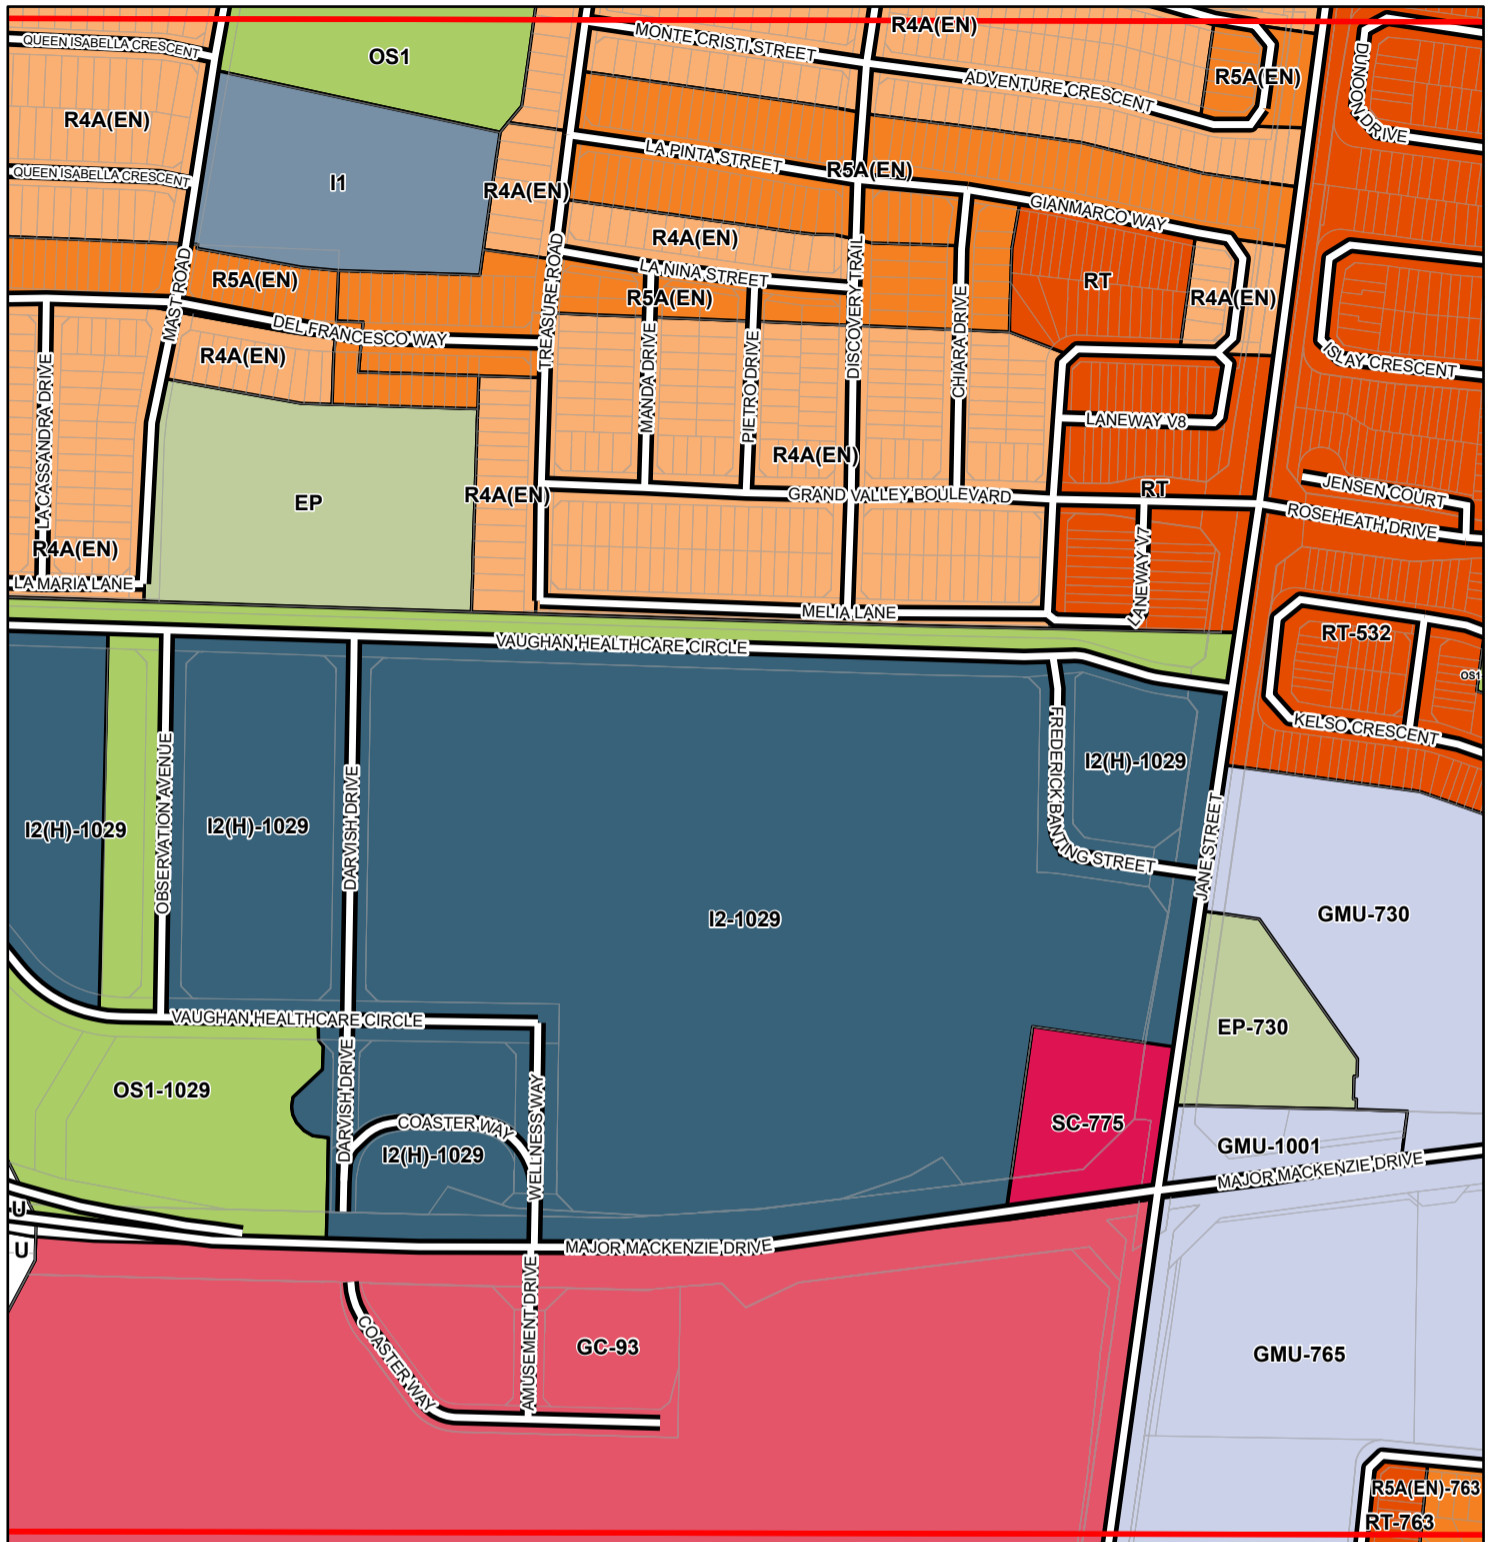 R4A(EN)
MONTE CRISTI STREET
QUEEN ISABELLA CRESCENT
OS1
ADVENTURE CRESCENT
R5A(EN)
DUNOON DRIVE
R4A(EN)
LA PINTA STREET
R5A(EN)
QUEEN ISABELLA CRESCENT
I1
R4A(EN)
GIANMARCO WAY
R4A(EN)
LA NINA STREET
MAST ROAD
TREASURE ROAD
DISCOVERY TRAIL
R5A(EN)
R5A(EN)
RT
R4A(EN)
DEL FRANCESCO WAY
CHIARA DRIVE
R4A(EN)
MANDA DRIVE
PIETRO DRIVE
ISLAY CRESCENT
LA CASSANDRA DRIVE
LANEWAY V8
R4A(EN)
EP
R4A(EN)
GRAND VALLEY BOULEVARD
RT
JENSEN COURT
ROSEHEATH DRIVE
R4A(EN)
LANEWAY V7
LA MARIA LANE
MELIA LANE
VAUGHAN HEALTHCARE CIRCLE
RT-532
OS1
KELSO CRESCENT
OBSERVATION AVENUE
DARVISH DRIVE
FREDERICK BANTING STREET
I2(H)-1029
JANE STREET
I2(H)-1029
I2(H)-1029
I2-1029
GMU-730
VAUGHAN HEALTHCARE CIRCLE
EP-730
OS1-1029
DARVISH DRIVE
COASTER WAY
WELLNESS WAY
SC-775
I2(H)-1029
GMU-1001
MAJOR MACKENZIE DRIVE
U
U
MAJOR MACKENZIE DRIVE
AMUSEMENT DRIVE
COASTER WAY
GC-93
GMU-765
R5A(EN)-763
RT-763